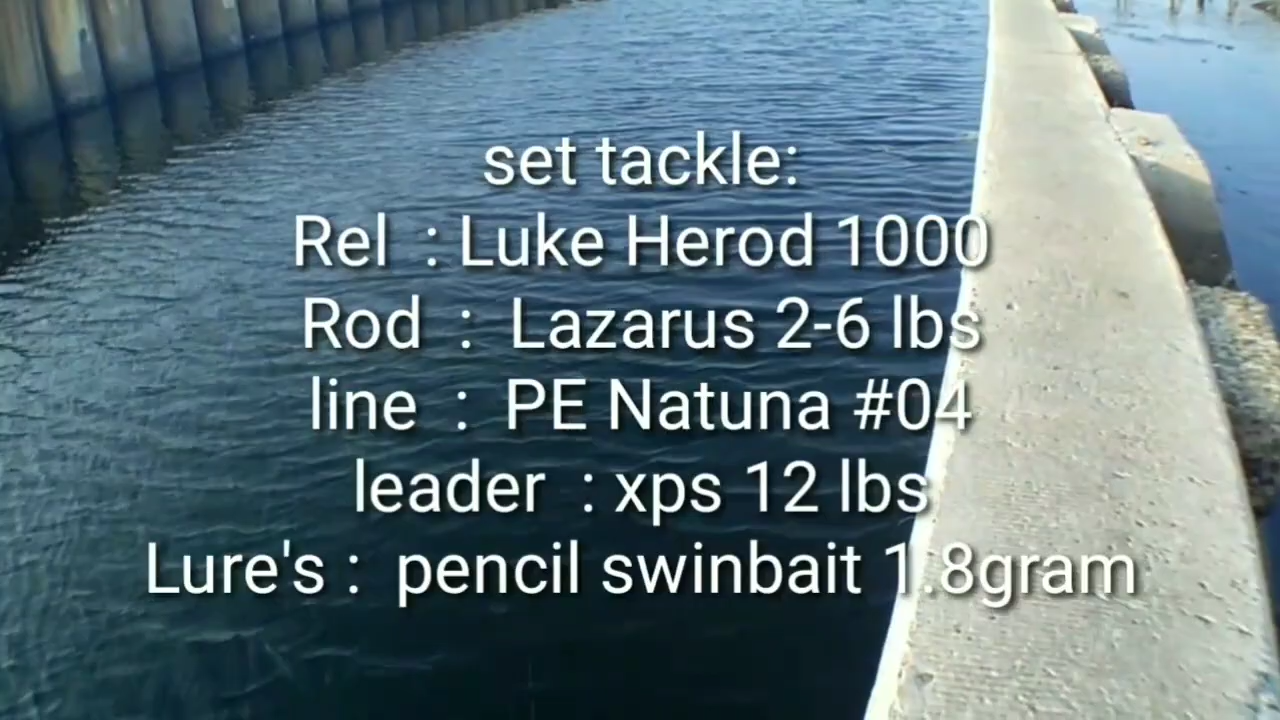 set tackle:
Rel : Luke Herod 1000
Rod : Lazarus 2-6 lbs
line : PE Natuna #04
leader : xps 12 lbs
Lure's : pencil swinbait 1.8gram